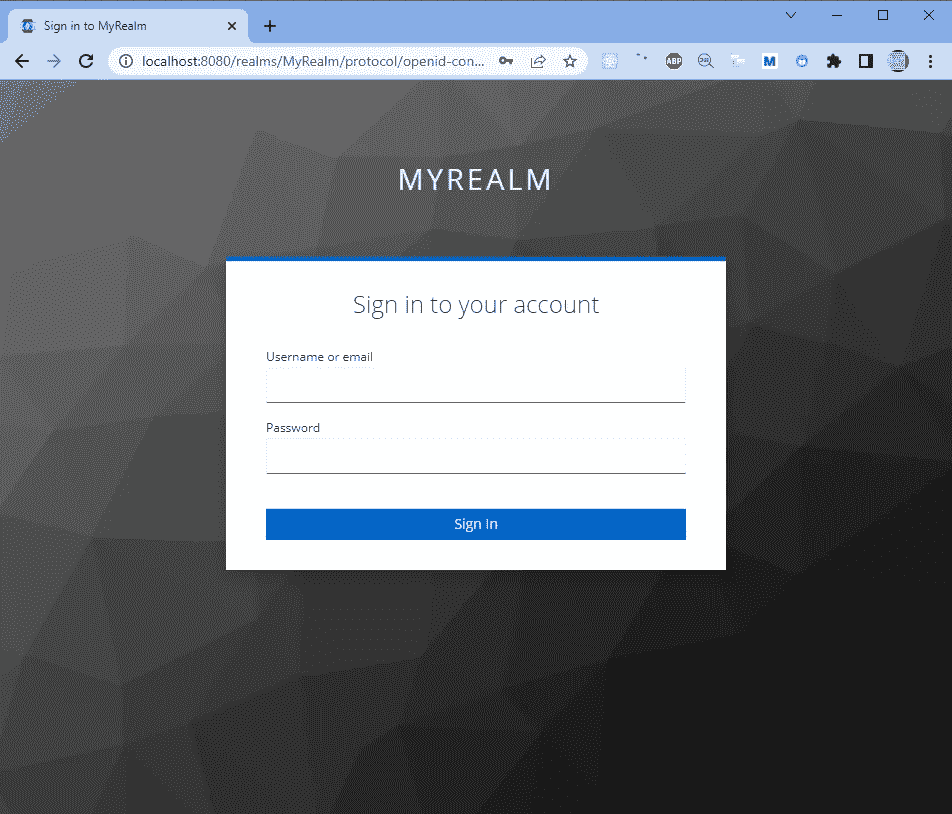 Sign in to MyRealm
localhost:8080/realms/MyRealm/protocol/openid-con...
ABP
M
MYREALM
Sign in to your account
Username or email
Password
Sign In